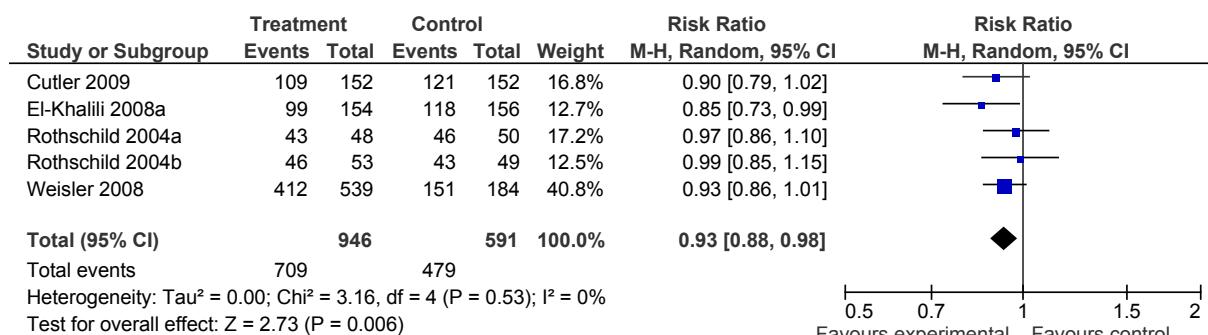 Treatment Control Risk Ratio Risk Ratio
Study or Subgroup Events Total Events Total Weight M-H, Random, 95% CI M-H, Random, 95% CI
Cutler 2009 109 152 121 152 16.8% 0.90 [0.79, 1.02]
El-Khalili 2008a 99 154 118 156 12.7% 0.85 [0.73, 0.99]
Rothschild 2004a 43 48 46 50 17.2% 0.97 [0.86, 1.10]
Rothschild 2004b 46 53 43 49 12.5% 0.99 [0.85, 1.15]
Weisler 2008 412 539 151 184 40.8% 0.93 [0.86, 1.01]
Total (95% CI) 946 591 100.0% 0.93 [0.88, 0.98]
Total events 709 479
Heterogeneity: Tau² = 0.00; Chi² = 3.16, df = 4 (P = 0.53); I² = 0%
Test for overall effect: Z = 2.73 (P = 0.006)
0.5 0.7 1 1.5 2
Favours experimental Favours control